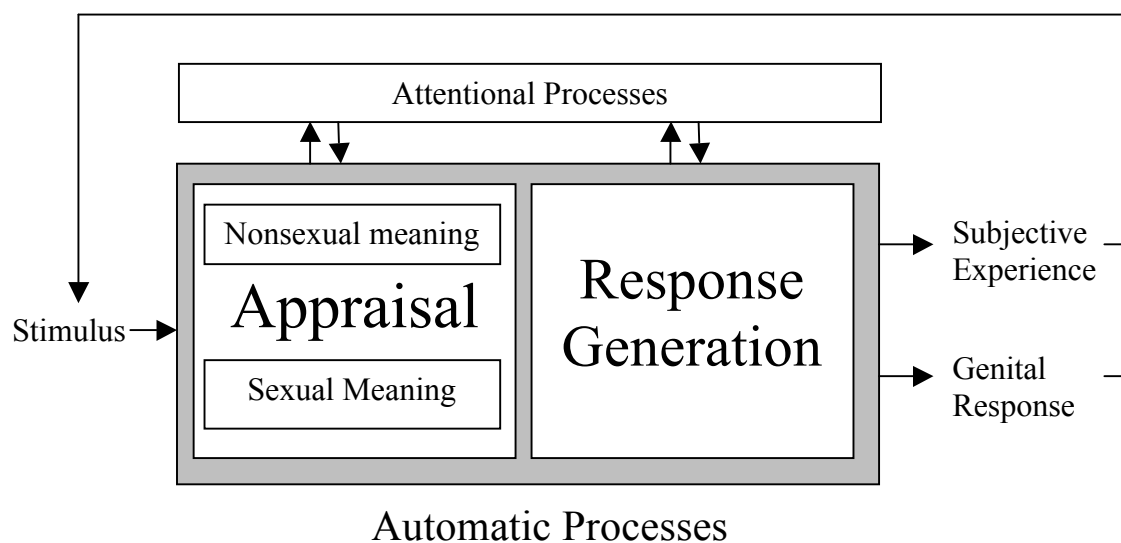 Attentional Processes
Nonsexual meaning
Appraisal
Sexual Meaning
Response
Generation
Stimulus
Subjective
Experience
Genital
Response
Automatic Processes